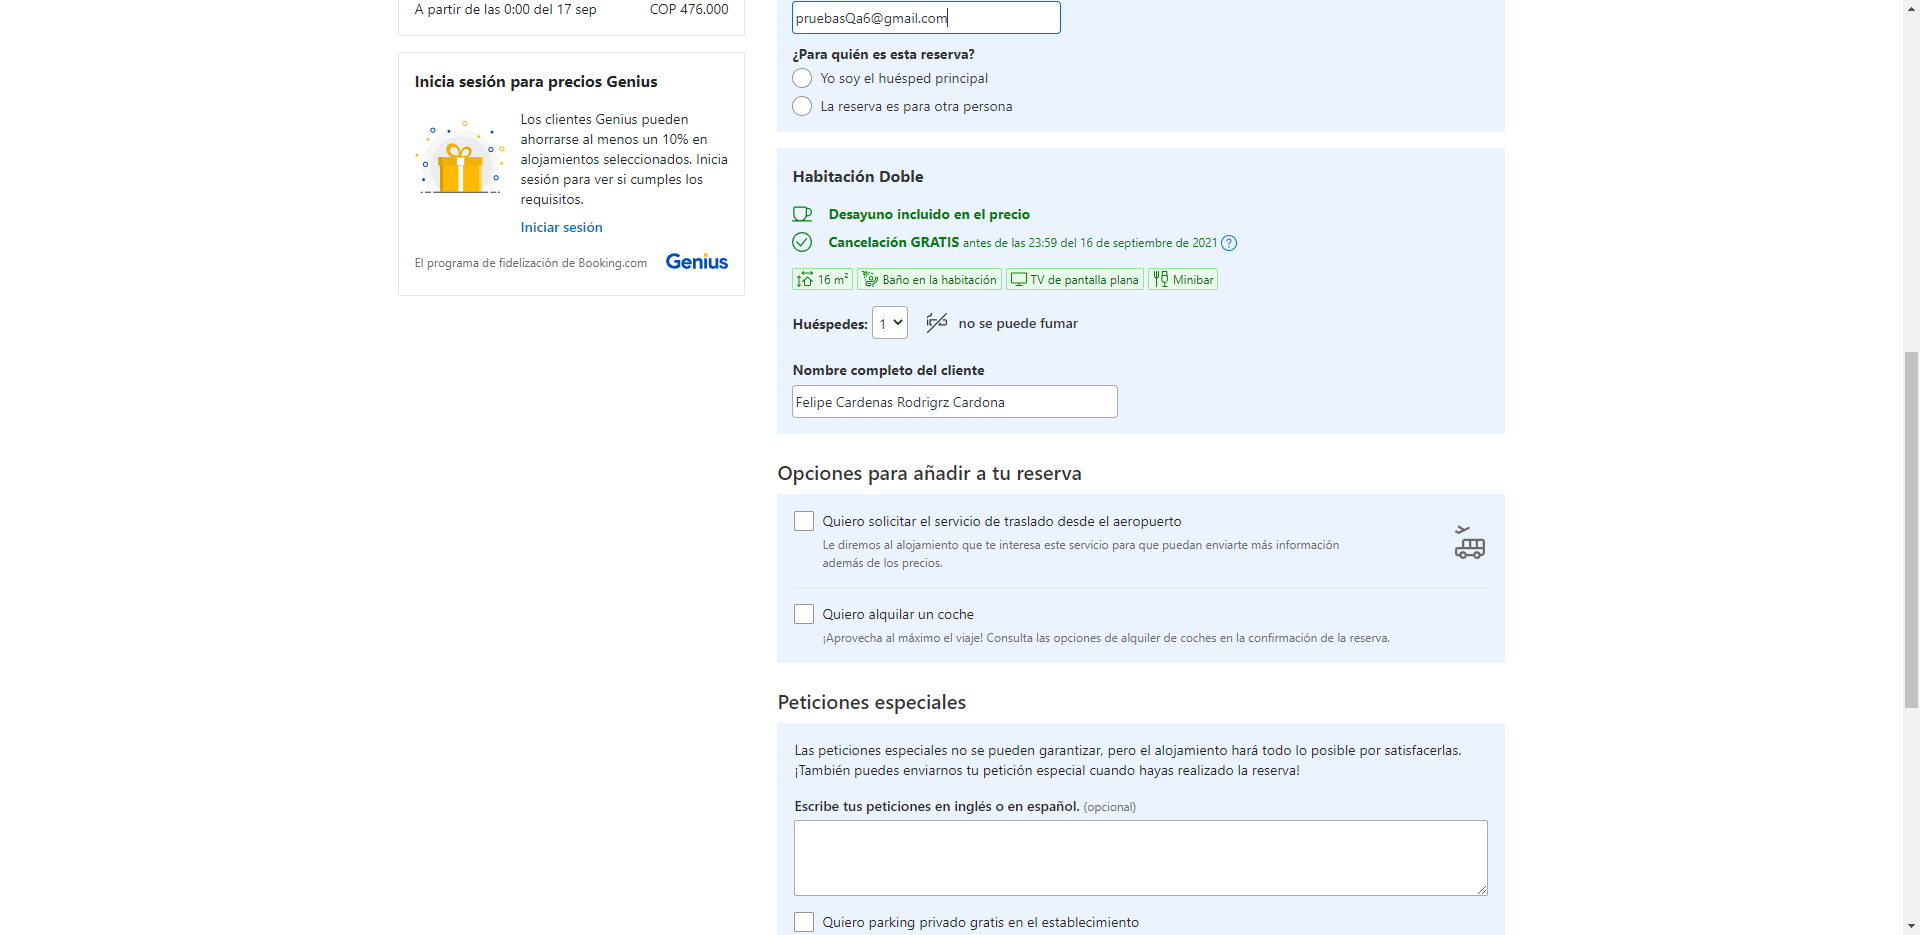 A partir de las 0:00 del 17 sep COP 476.000
Inicia sesión para precios Genius
Los clientes Genius pueden
ahorrarse al menos un 10% en
alojamientos seleccionados. Inicia
sesión para ver si cumples los
requisitos.
Iniciar sesión
El programa de fidelización de Booking.com Genius
pruebasQa6@gmail.com
¿Para quién es esta reserva?
Yo soy el huésped principal
La reserva es para otra persona
Habitación Doble
Desayuno incluido en el precio
Cancelación GRATIS antes de las 23:59 del 16 de septiembre de 2021 ?
16 m² Baño en la habitación TV de pantalla plana Minibar
Huéspedes: 1 no se puede fumar
Nombre completo del cliente
Felipe Cardenas Rodrigrz Cardona
Opciones para añadir a tu reserva
Quiero solicitar el servicio de traslado desde el aeropuerto
Le diremos al alojamiento que te interesa este servicio para que puedan enviarte más información
además de los precios.
Quiero alquilar un coche
¡Aprovecha al máximo el viaje! Consulta las opciones de alquiler de coches en la confirmación de la reserva.
Peticiones especiales
Las peticiones especiales no se pueden garantizar, pero el alojamiento hará todo lo posible por satisfacerlas.
¡También puedes enviarnos tu petición especial cuando hayas realizado la reserva!
Escribe tus peticiones en inglés o en español. (opcional)
Quiero parking privado gratis en el establecimiento